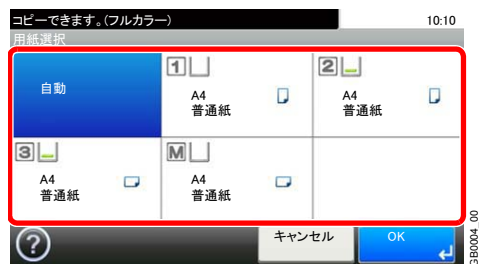 コピーできます。(フルカラー)
10:10
用紙選択
自動
1
A4
普通紙
2
A4
普通紙
3
A4
普通紙
M
A4
普通紙
?
キャンセル
OK
GB0004_00